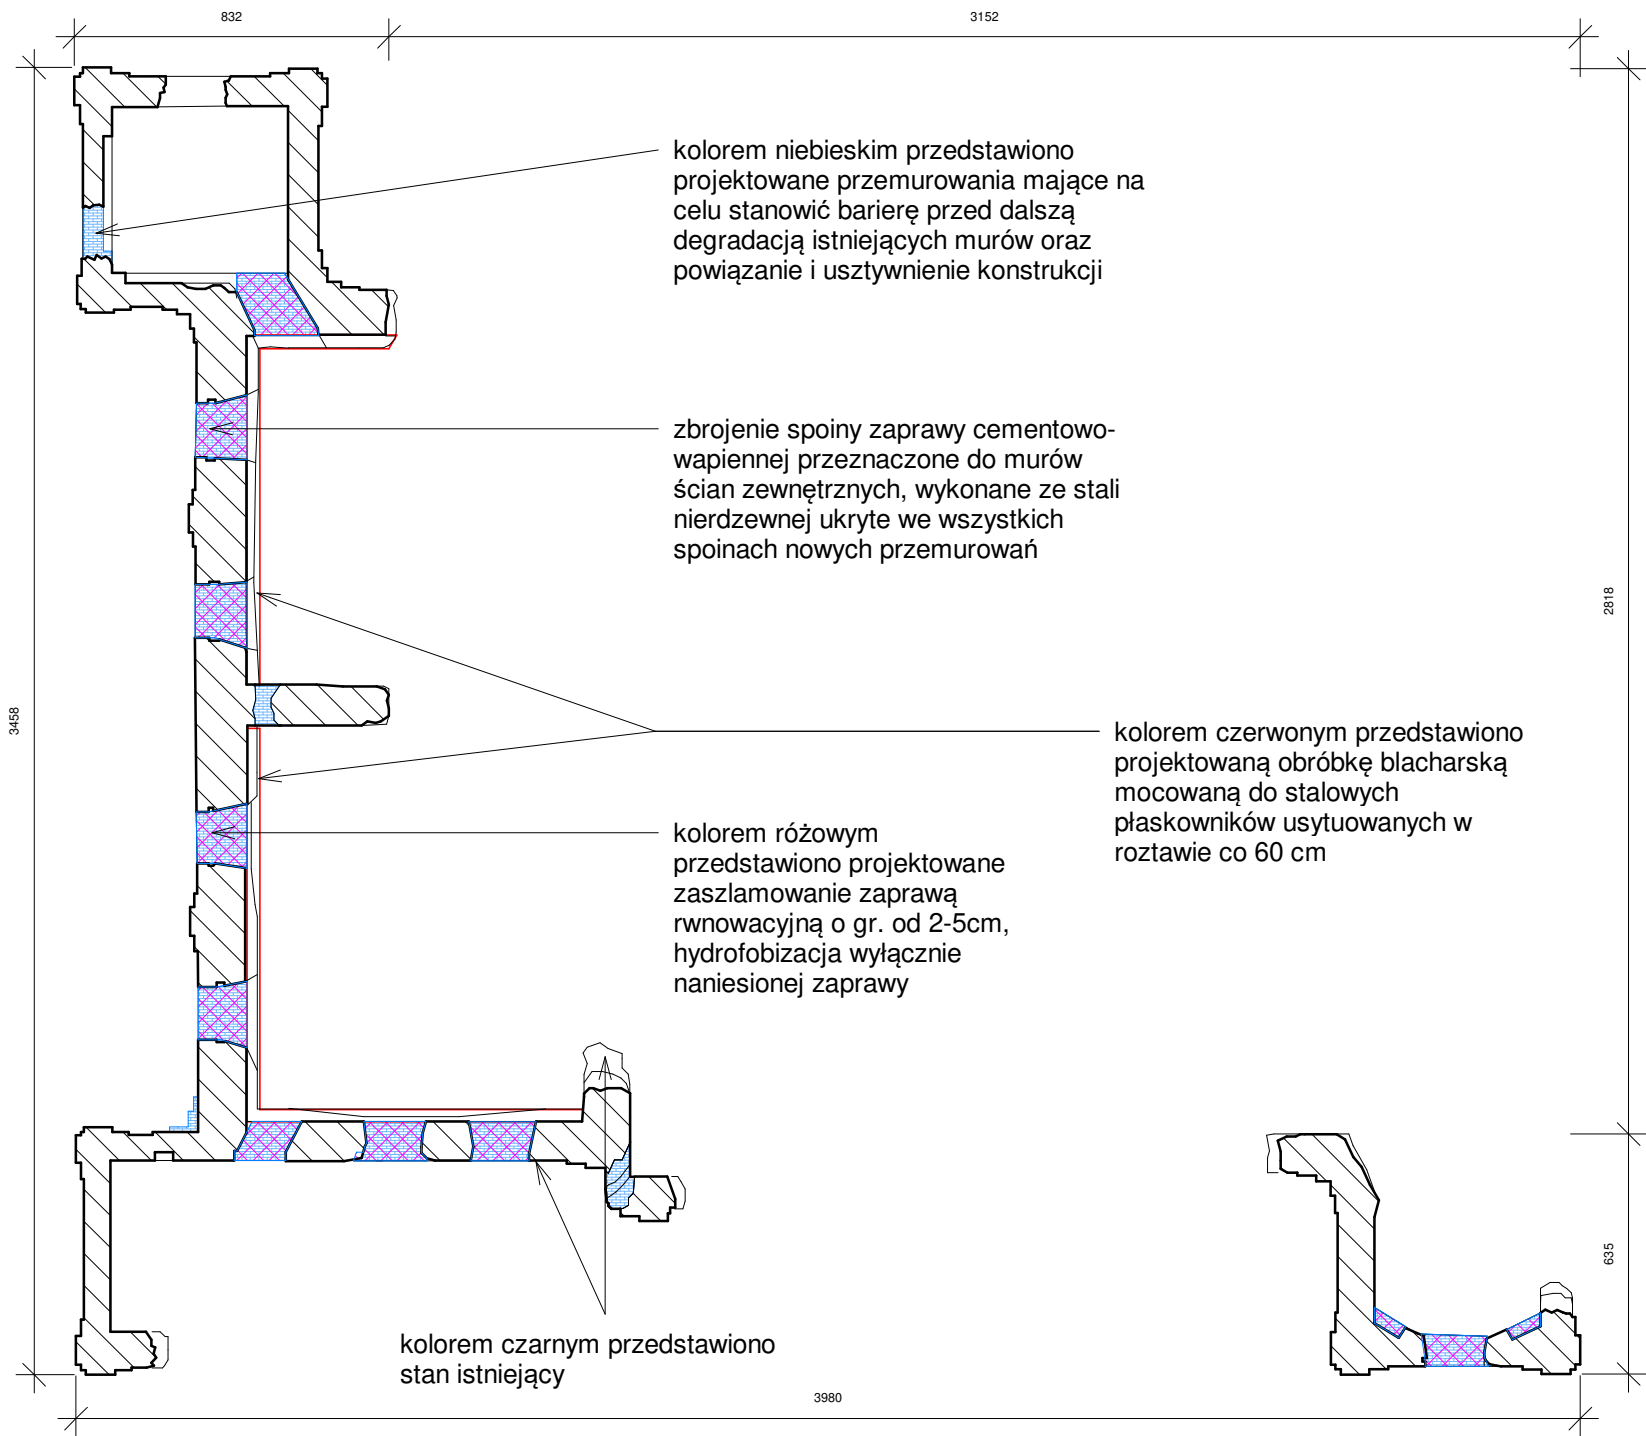 832
3152
kolorem niebieskim przedstawiono
projektowane przemurowania mające na
celu stanowić barierę przed dalszą
degradacją istniejących murów oraz
powiązanie i usztywnienie konstrukcji
zbrojenie spoiny zaprawy cementowo-
wapiennej przeznaczone do murów
ścian zewnętrznych, wykonane ze stali
nierdzewnej ukryte we wszystkich
spoinach nowych przemurowań
2818
3458
kolorem czerwonym przedstawiono
projektowaną obróbkę blacharską
mocowaną do stalowych
płaskowników usytuowanych w
roztawie co 60 cm
kolorem różowym
przedstawiono projektowane
zaszlamowanie zaprawą
rwnowacyjną o gr. od 2-5cm,
hydrofobizacja wyłącznie
naniesionej zaprawy
635
kolorem czarnym przedstawiono
stan istniejący
3980